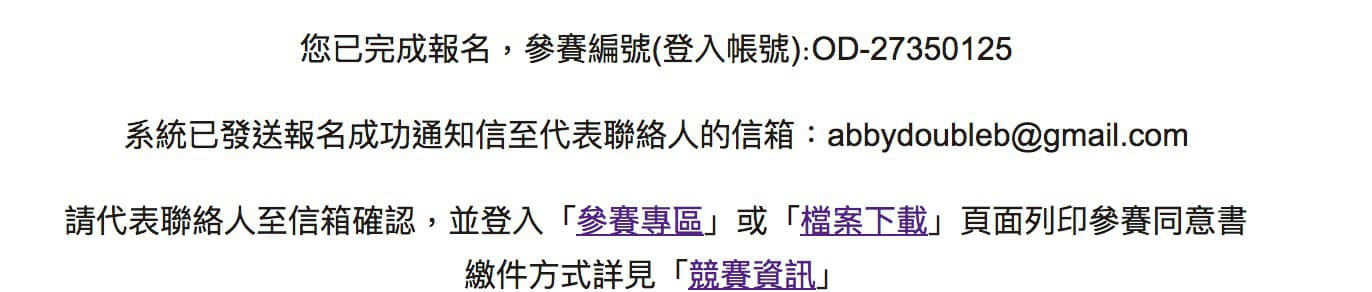 您已完成報名，參賽編號(登入帳號):OD-27350125
系統已發送報名成功通知信至代表聯絡人的信箱：abbydoubleb@gmail.com
請代表聯絡人至信箱確認，並登入「參賽專區」或「檔案下載」頁面列印參賽同意書
繳件方式詳見「競賽資訊」